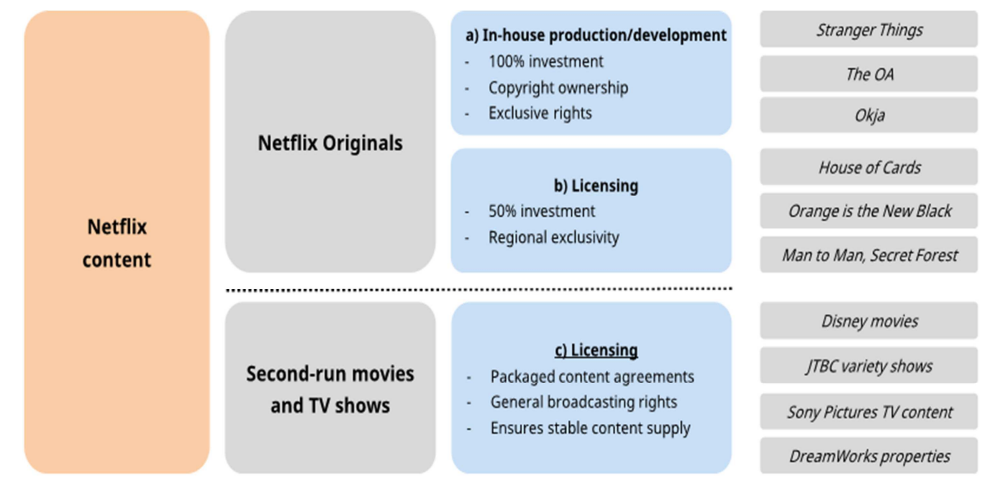 Netflix
content
Netflix Originals
a) In-house production/development
- 100% investment
- Copyright ownership
- Exclusive rights
Stranger Things
The OA
Okja
b) Licensing
- 50% investment
- Regional exclusivity
House of Cards
Orange is the New Black
Man to Man, Secret Forest
Second-run movies
and TV shows
c) Licensing
- Packaged content agreements
- General broadcasting rights
- Ensures stable content supply
Disney movies
JTBC variety shows
Sony Pictures TV content
DreamWorks properties